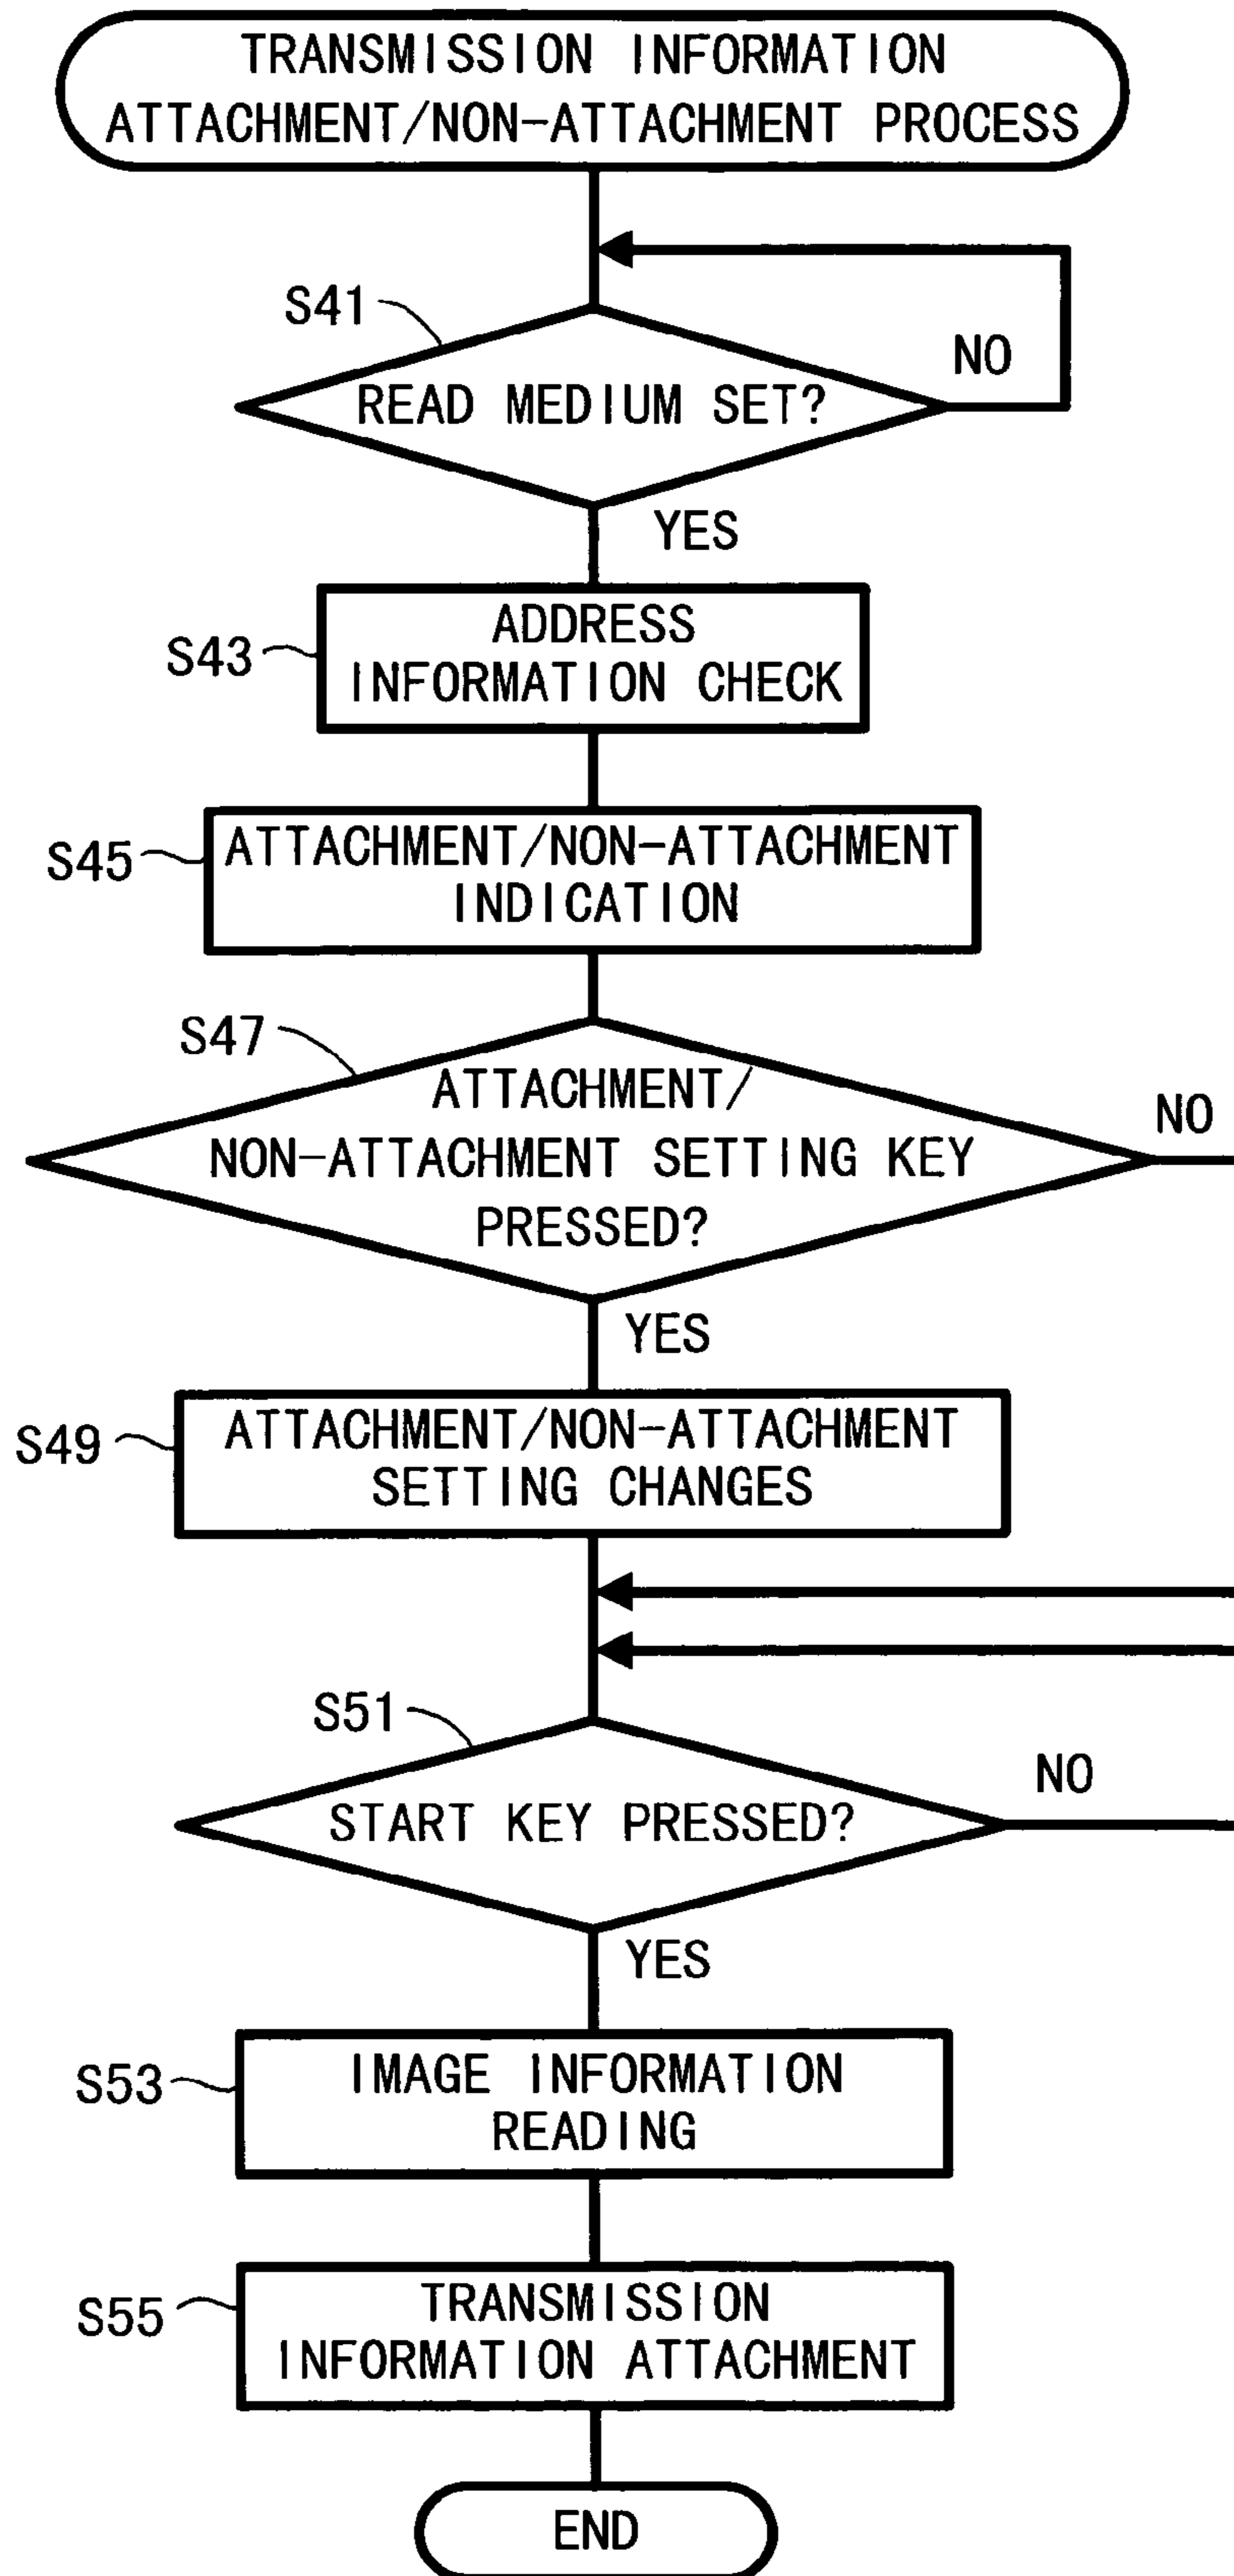 TRANSMISSION INFORMATION
ATTACHMENT/NON-ATTACHMENT PROCESS
S41
NO
READ MEDIUM SET?
YES
S43
ADDRESS
INFORMATION CHECK
S45
ATTACHMENT/NON-ATTACHMENT
INDICATION
S47
ATTACHMENT/
NON-ATTACHMENT SETTING KEY
PRESSED?
NO
YES
S49
ATTACHMENT/NON-ATTACHMENT
SETTING CHANGES
S51
NO
START KEY PRESSED?
YES
S53
IMAGE INFORMATION
READING
S55
TRANSMISSION
INFORMATION ATTACHMENT
END